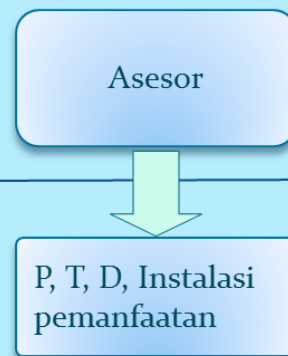 Asesor
P, T, D, Instalasi
pemanfaatan